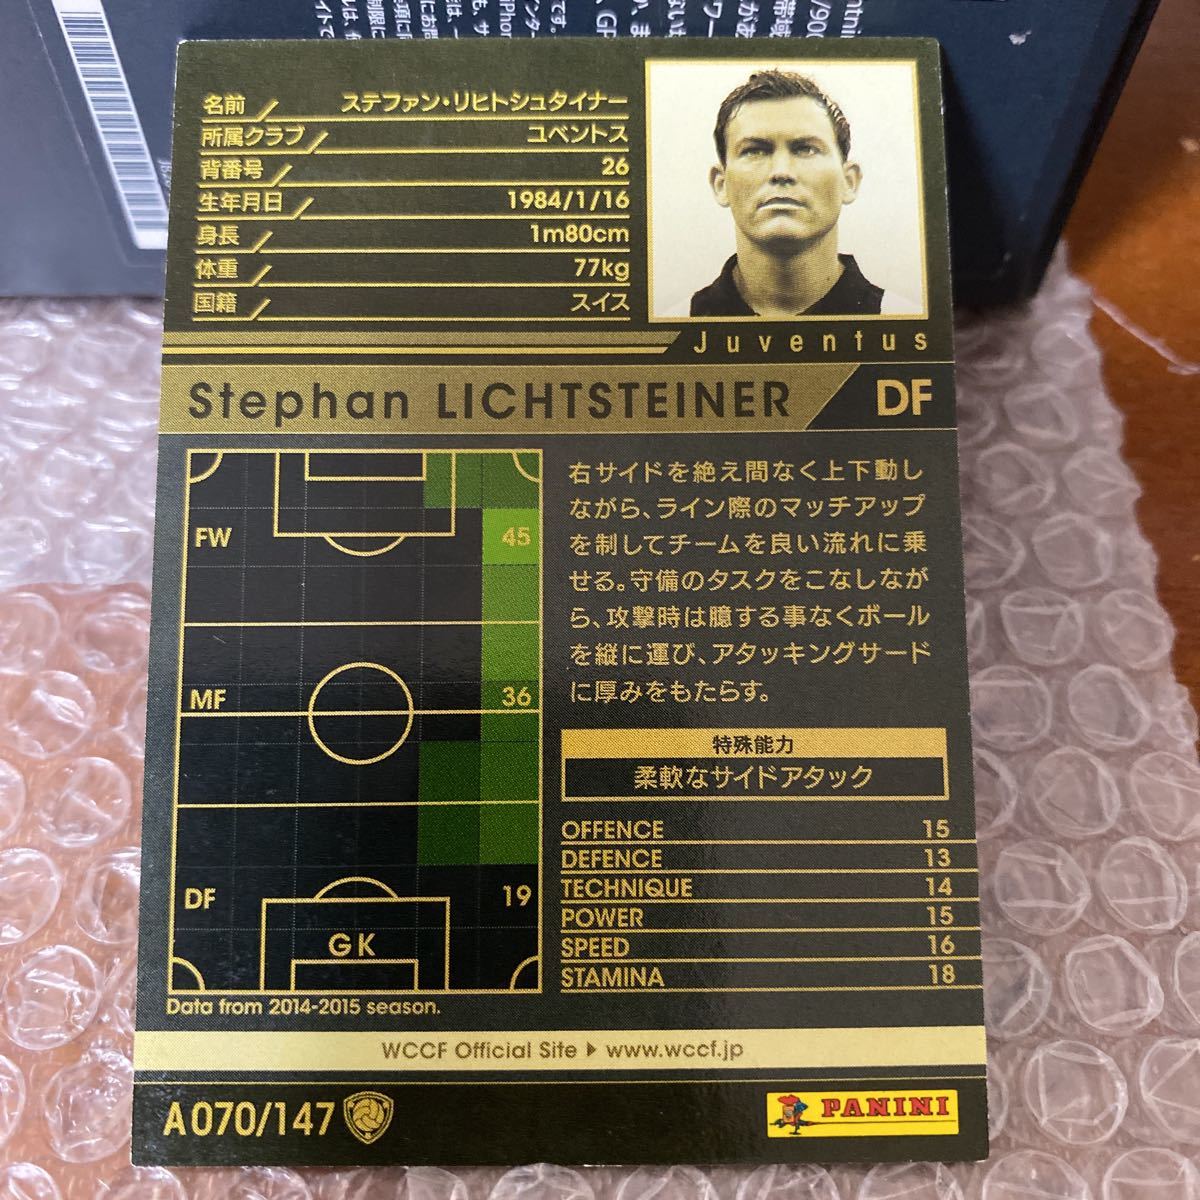 名前 ステファン・リヒトシュタイナー
所属クラブ ユベントス
背番号 26
生年月日 1984/1/16
身長 1m80cm
体重 77kg
国籍 スイス
Juventus
Stephan LICHTSTEINER DF
FW 45
MF 36
DF 19
GK
Data from 2014-2015 season.
右サイドを絶え間なく上下動し
ながら、ライン際のマッチアップ
を制してチームを良い流れに乗
せる。守備のタスクをこなしなが
ら、攻撃時は臆する事なくボール
を縦に運び、アタッキングサード
に厚みをもたらす。
特殊能力
柔軟なサイドアタック
OFFENCE 15
DEFENCE 13
TECHNIQUE 14
POWER 15
SPEED 16
STAMINA 18
WCCF Official Site ▶ www.wccf.jp
A070/147
PANINI